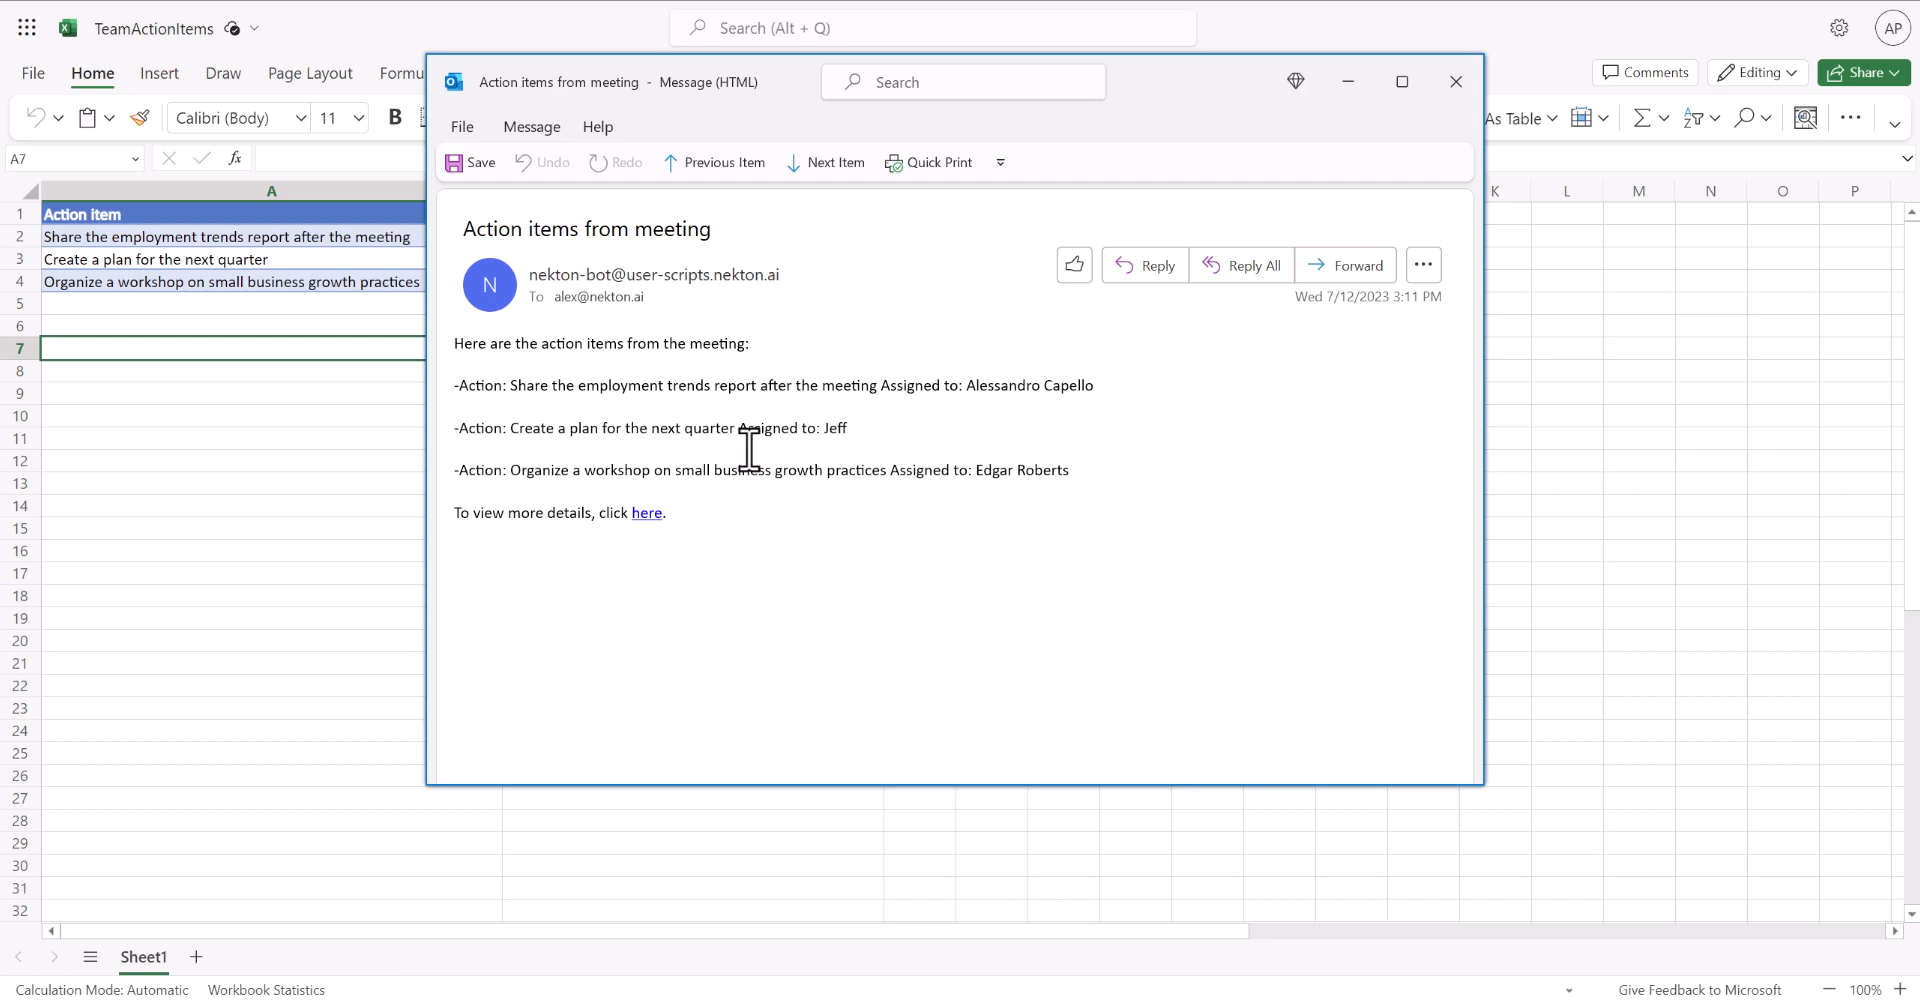 TeamActionItems
Search (Alt + Q)
AP
File Home Insert Draw Page Layout
Comments Editing Share
Calibri (Body) 11 B
As Table
A7 fx
A K L M N O P
1 Action item
2 Share the employment trends report after the meeting
3 Create a plan for the next quarter
4 Organize a workshop on small business growth practices
5
6
7
8
9
10
11
12
13
14
15
16
17
18
19
20
21
22
23
24
25
26
27
28
29
30
31
32
Action items from meeting - Message (HTML)
Search
File Message Help
Save Undo Redo Previous Item Next Item Quick Print
Action items from meeting
N
nekton-bot@user-scripts.nekton.ai
To alex@nekton.ai
Reply Reply All Forward
Wed 7/12/2023 3:11 PM
Here are the action items from the meeting:
-Action: Share the employment trends report after the meeting Assigned to: Alessandro Capello
-Action: Create a plan for the next quarter Assigned to: Jeff
-Action: Organize a workshop on small business growth practices Assigned to: Edgar Roberts
To view more details, click here.
Sheet1
Calculation Mode: Automatic Workbook Statistics
Give Feedback to Microsoft 100%